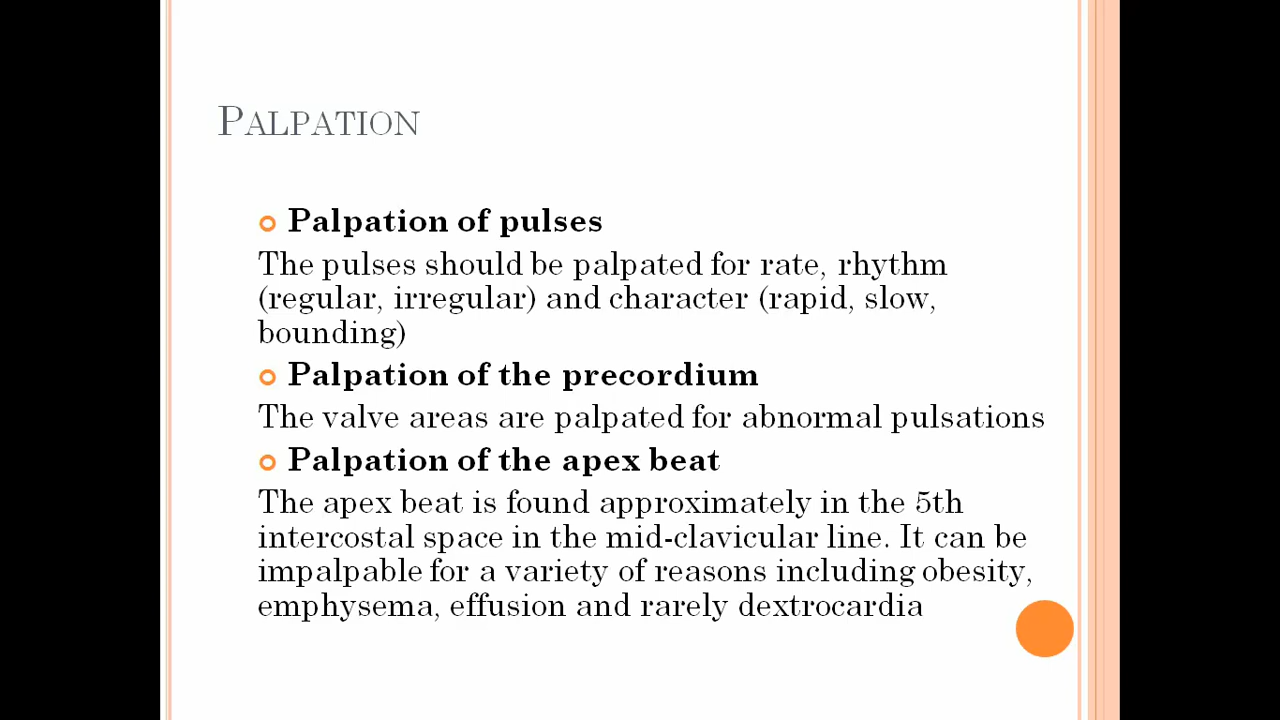 PALPATION
Palpation of pulses
The pulses should be palpated for rate, rhythm
(regular, irregular) and character (rapid, slow,
bounding)
Palpation of the precordium
The valve areas are palpated for abnormal pulsations
Palpation of the apex beat
The apex beat is found approximately in the 5th
intercostal space in the mid-clavicular line. It can be
impalpable for a variety of reasons including obesity,
emphysema, effusion and rarely dextrocardia